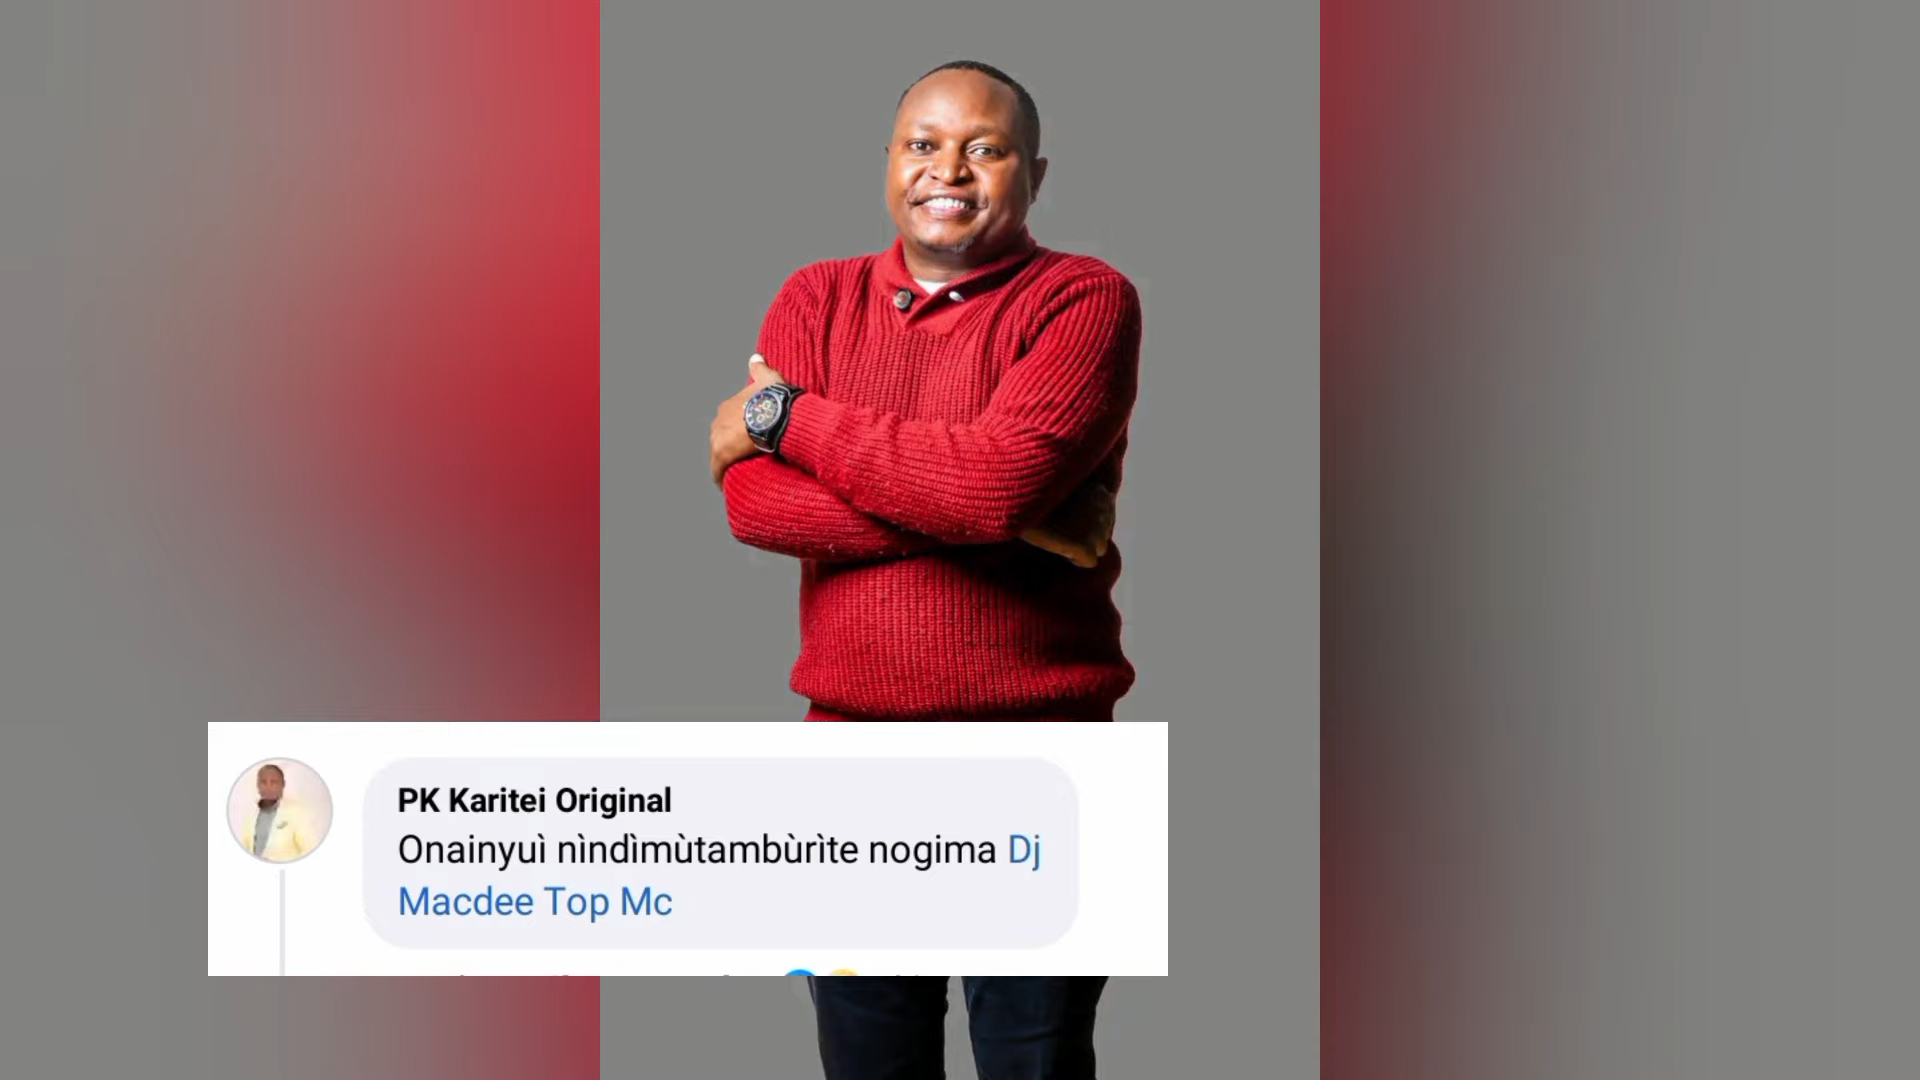 PK Karitei Original
Onainyuì nìndìmùtambùrìte nogima Dj
Macdee Top Mc